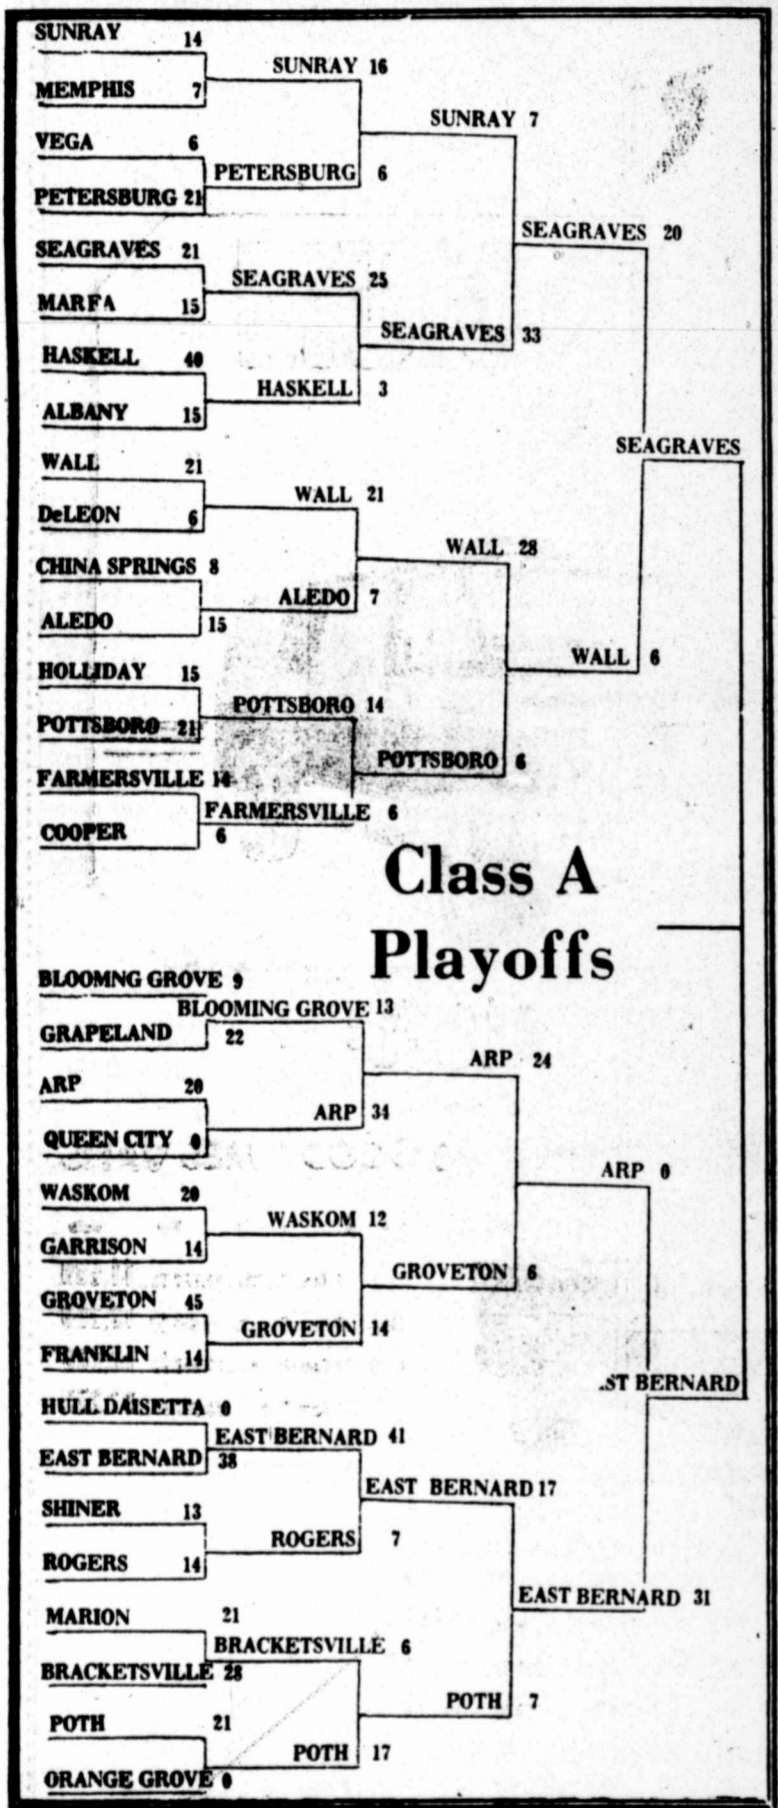 SUNRAY 14
SUNRAY 16
MEMPHIS 7
SUNRAY 7
VEGA 6
PETERSBURG 6
PETERSBURG 21
SEAGRAVES 20
SEAGRAVES 21
SEAGRAVES 25
MARFA 15
SEAGRAVES 33
HASKELL 40
HASKELL 3
ALBANY 15
SEAGRAVES
WALL 21
WALL 21
DeLEON 6
WALL 28
CHINA SPRINGS 8
ALEDO 7
ALEDO 15
WALL 6
HOLLIDAY 15
POTTSBORO 14
POTTSBORO 21
POTTSBORO 6
FARMERSVILLE 14
FARMERSVILLE 6
COOPER 6
Class A
Playoffs
BLOOMNG GROVE 9
BLOOMING GROVE 13
GRAPELAND 22
ARP 24
ARP 20
ARP 34
QUEEN CITY 0
ARP 0
WASKOM 20
WASKOM 12
GARRISON 14
GROVETON 6
GROVETON 45
GROVETON 14
FRANKLIN 14
.ST BERNARD
HULL DAISETTA 0
EAST BERNARD 41
EAST BERNARD 38
EAST BERNARD 17
SHINER 13
ROGERS 7
ROGERS 14
EAST BERNARD 31
MARION 21
BRACKETSVILLE 6
BRACKETSVILLE 28
POTH 7
POTH 21
POTH 17
ORANGE GROVE 0